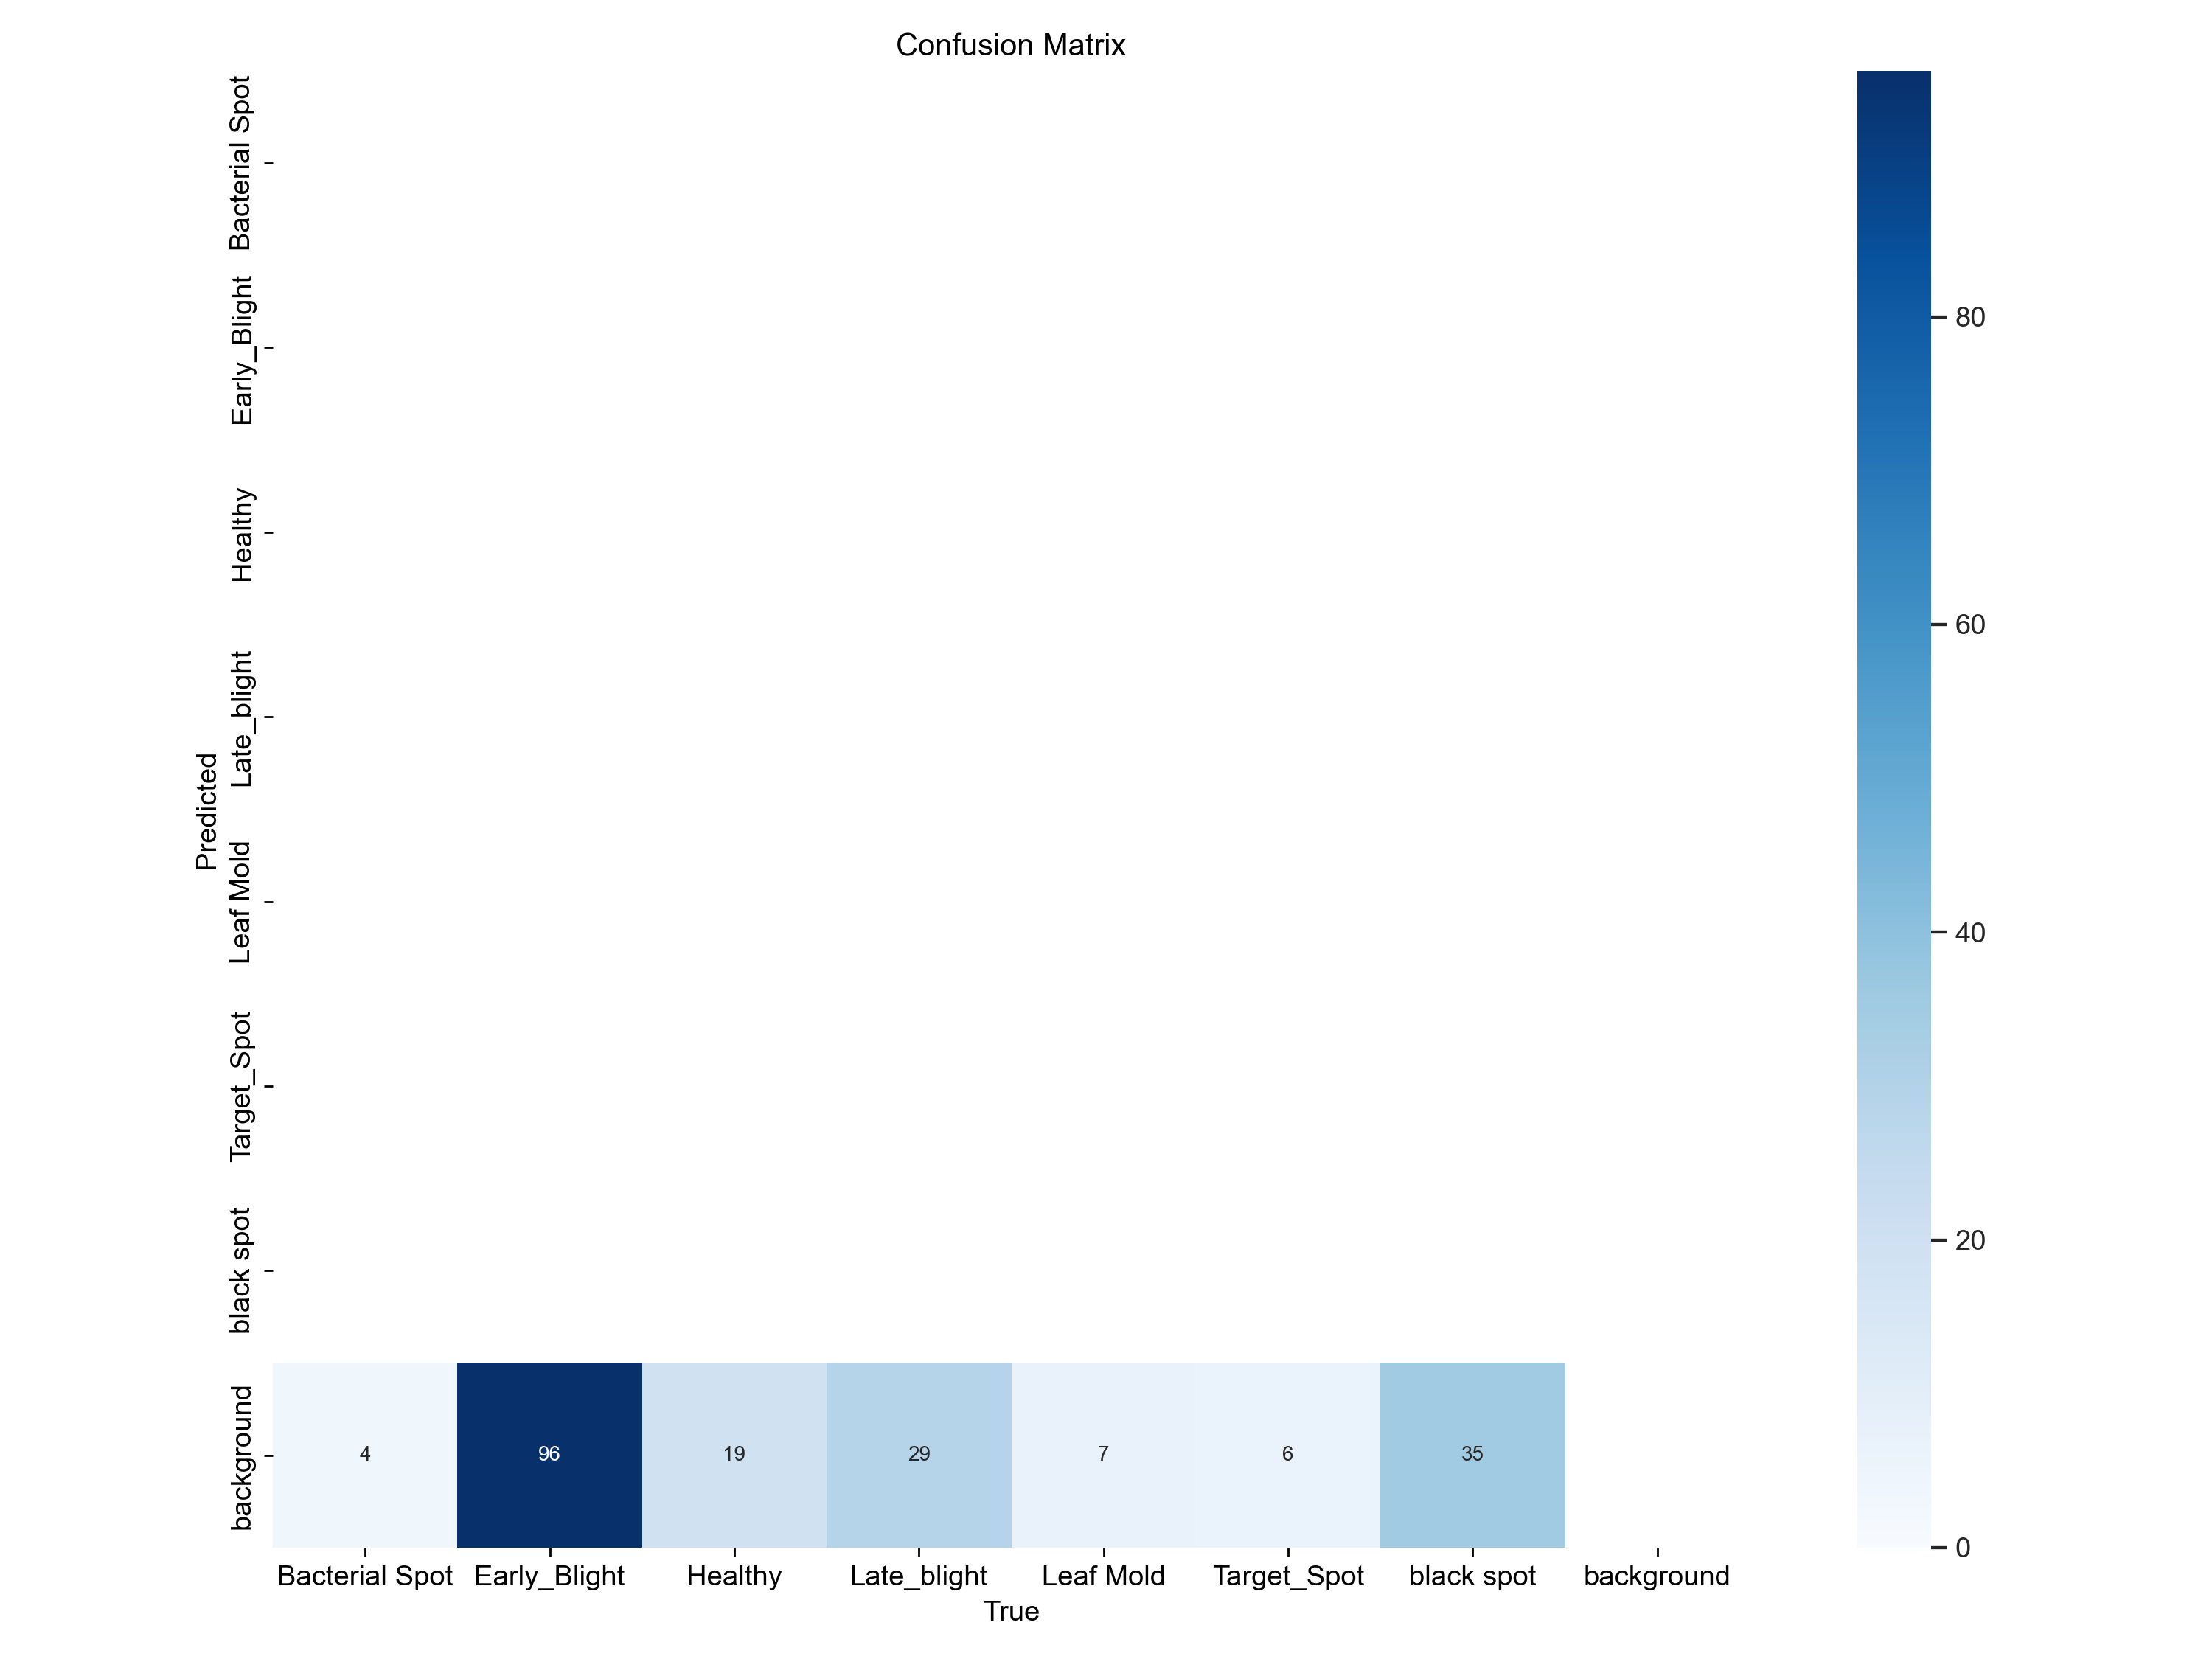 Confusion Matrix
Predicted
Bacterial Spot
Early_Blight
Healthy
Late_blight
Leaf Mold
Target_Spot
black spot
background
4 96 19 29 7 6 35
Bacterial Spot Early_Blight Healthy Late_blight Leaf Mold Target_Spot black spot background
True
80
60
40
20
0